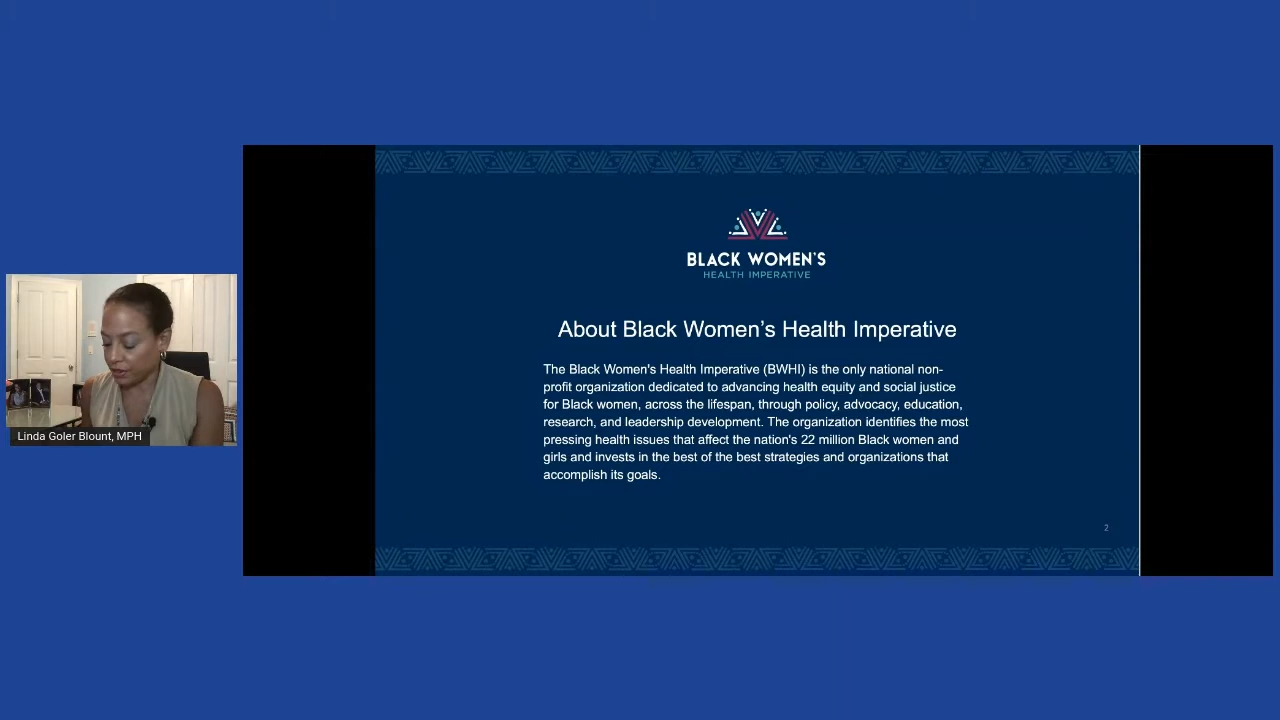 BLACK WOMEN'S
HEALTH IMPERATIVE
About Black Women's Health Imperative
The Black Women's Health Imperative (BWHI) is the only national non-
profit organization dedicated to advancing health equity and social justice
for Black women, across the lifespan, through policy, advocacy, education,
research, and leadership development. The organization identifies the most
pressing health issues that affect the nation's 22 million Black women and
girls and invests in the best of the best strategies and organizations that
accomplish its goals.
2
Linda Goler Blount, MPH